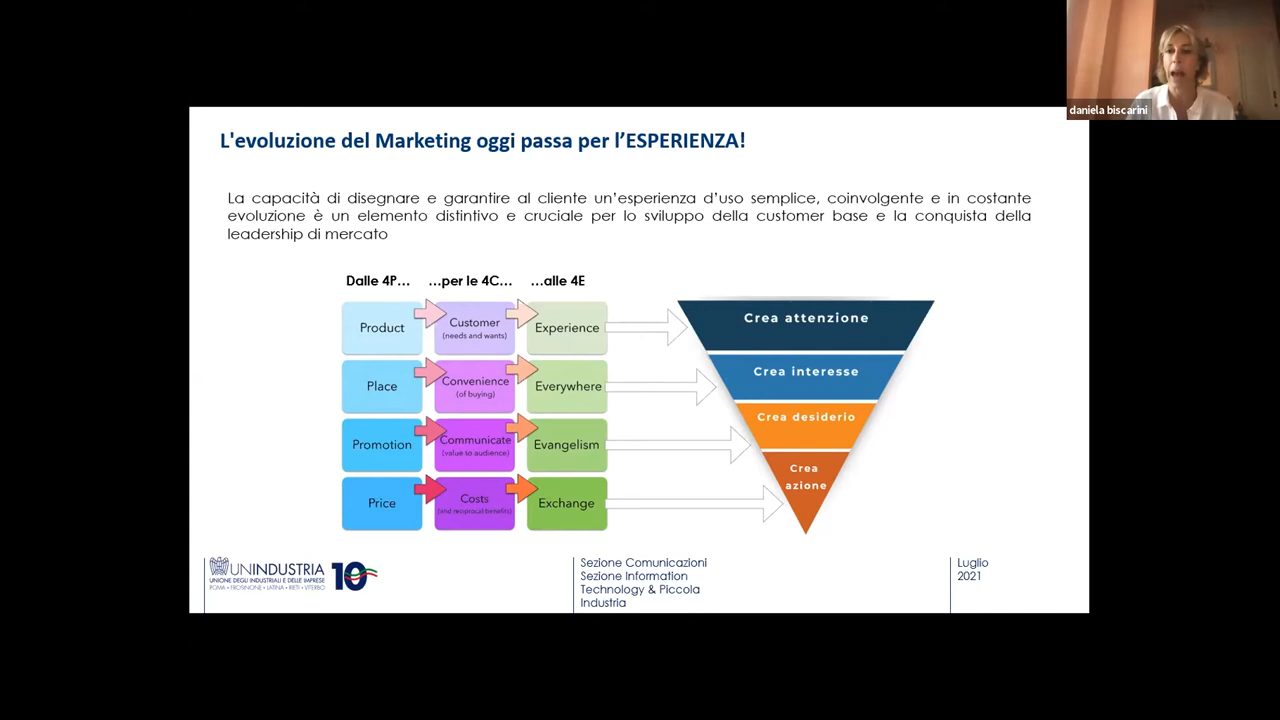 daniela biscarini
L'evoluzione del Marketing oggi passa per l’ESPERIENZA!
La capacità di disegnare e garantire al cliente un’esperienza d’uso semplice, coinvolgente e in costante
evoluzione è un elemento distintivo e cruciale per lo sviluppo della customer base e la conquista della
leadership di mercato
Dalle 4P… …per le 4C… …alle 4E
Product
Customer
(needs and wants)
Experience
Crea attenzione
Place
Convenience
(of buying)
Everywhere
Crea interesse
Promotion
Communicate
(value to audience)
Evangelism
Crea desiderio
Price
Costs
(and reciprocal benefits)
Exchange
Crea
azione
UNINDUSTRIA
UNIONE DEGLI INDUSTRIALI E DELLE IMPRESE
ROMA • FROSINONE • LATINA • RIETI • VITERBO
10
Sezione Comunicazioni
Sezione Information
Technology & Piccola
Industria
Luglio
2021